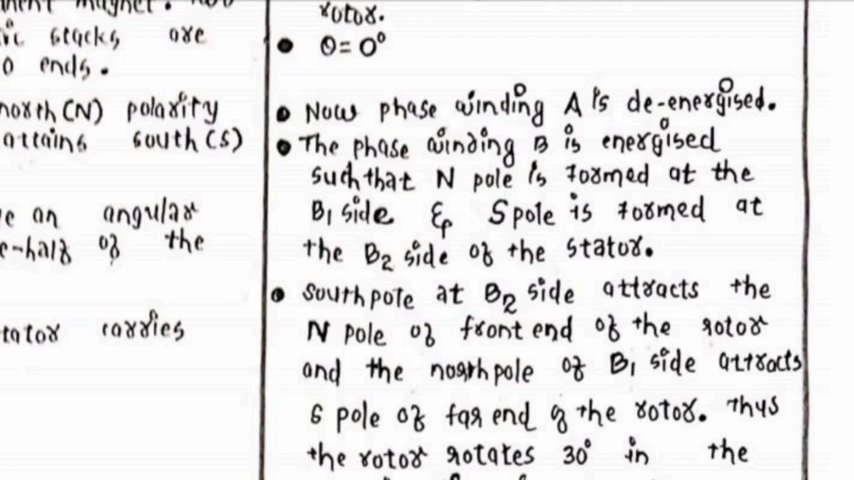 magnet.
stacks are
ends.
north(N) polarity
attains south(S)
an angular
of the
carries
rotor.
• θ = 0°
• Now phase winding A is de-energised.
• The phase winding B is energised
such that N pole is formed at the
B1 side & S pole is formed at
the B2 side of the stator.
• South pole at B2 side attracts the
N pole of front end of the rotor
and the north pole of B1 side attracts
S pole of far end of the rotor. Thus
the rotor rotates 30° in the